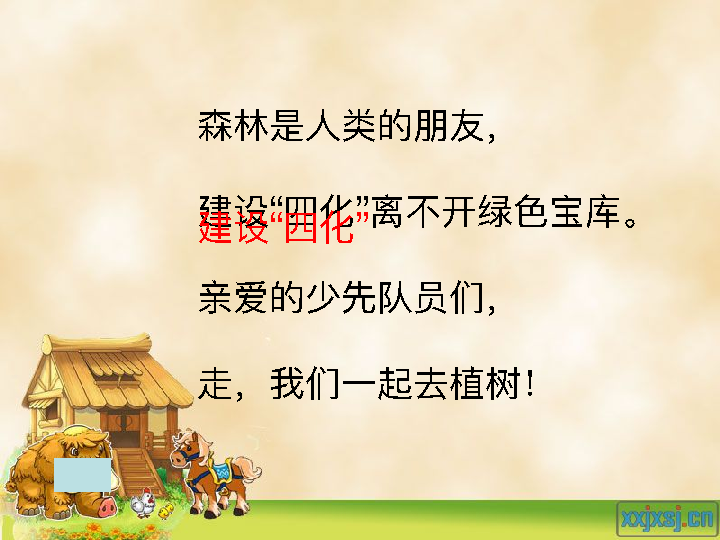 森林是人类的朋友，
建设“四化”离不开绿色宝库。
建设“四化”
亲爱的少先队员们，
走，我们一起去植树！
xxjxsj.cn